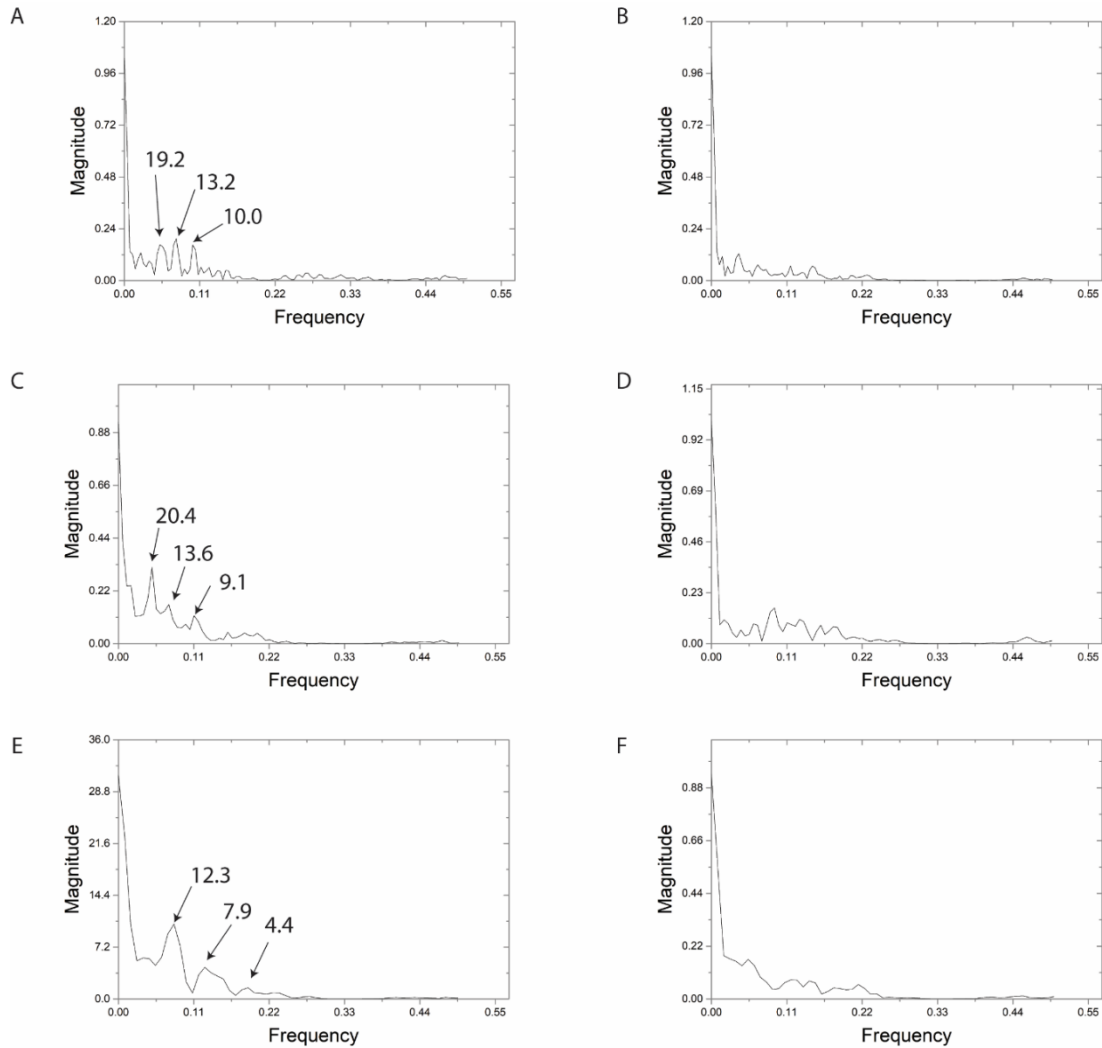 A
1.20
0.96
0.72
0.48
0.24
0.00
Magnitude
19.2
13.2
10.0
0.00 0.11 0.22 0.33 0.44 0.55
Frequency
B
1.20
0.96
0.72
0.48
0.24
0.00
Magnitude
0.00 0.11 0.22 0.33 0.44 0.55
Frequency
C
0.88
0.66
0.44
0.22
0.00
Magnitude
20.4
13.6
9.1
0.00 0.11 0.22 0.33 0.44 0.55
Frequency
D
1.15
0.92
0.69
0.46
0.23
0.00
Magnitude
0.00 0.11 0.22 0.33 0.44 0.55
Frequency
E
36.0
28.8
21.6
14.4
7.2
0.0
Magnitude
12.3
7.9
4.4
0.00 0.11 0.22 0.33 0.44 0.55
Frequency
F
0.88
0.66
0.44
0.22
0.00
Magnitude
0.00 0.11 0.22 0.33 0.44 0.55
Frequency